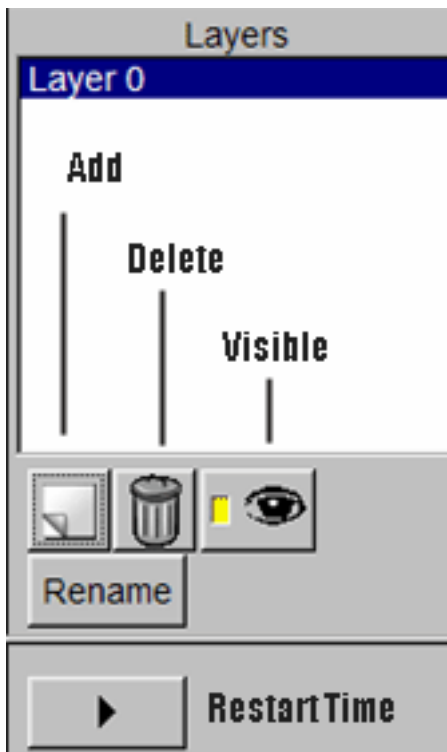 Layers
Layer 0
Add
Delete
Visible
Rename
Restart Time